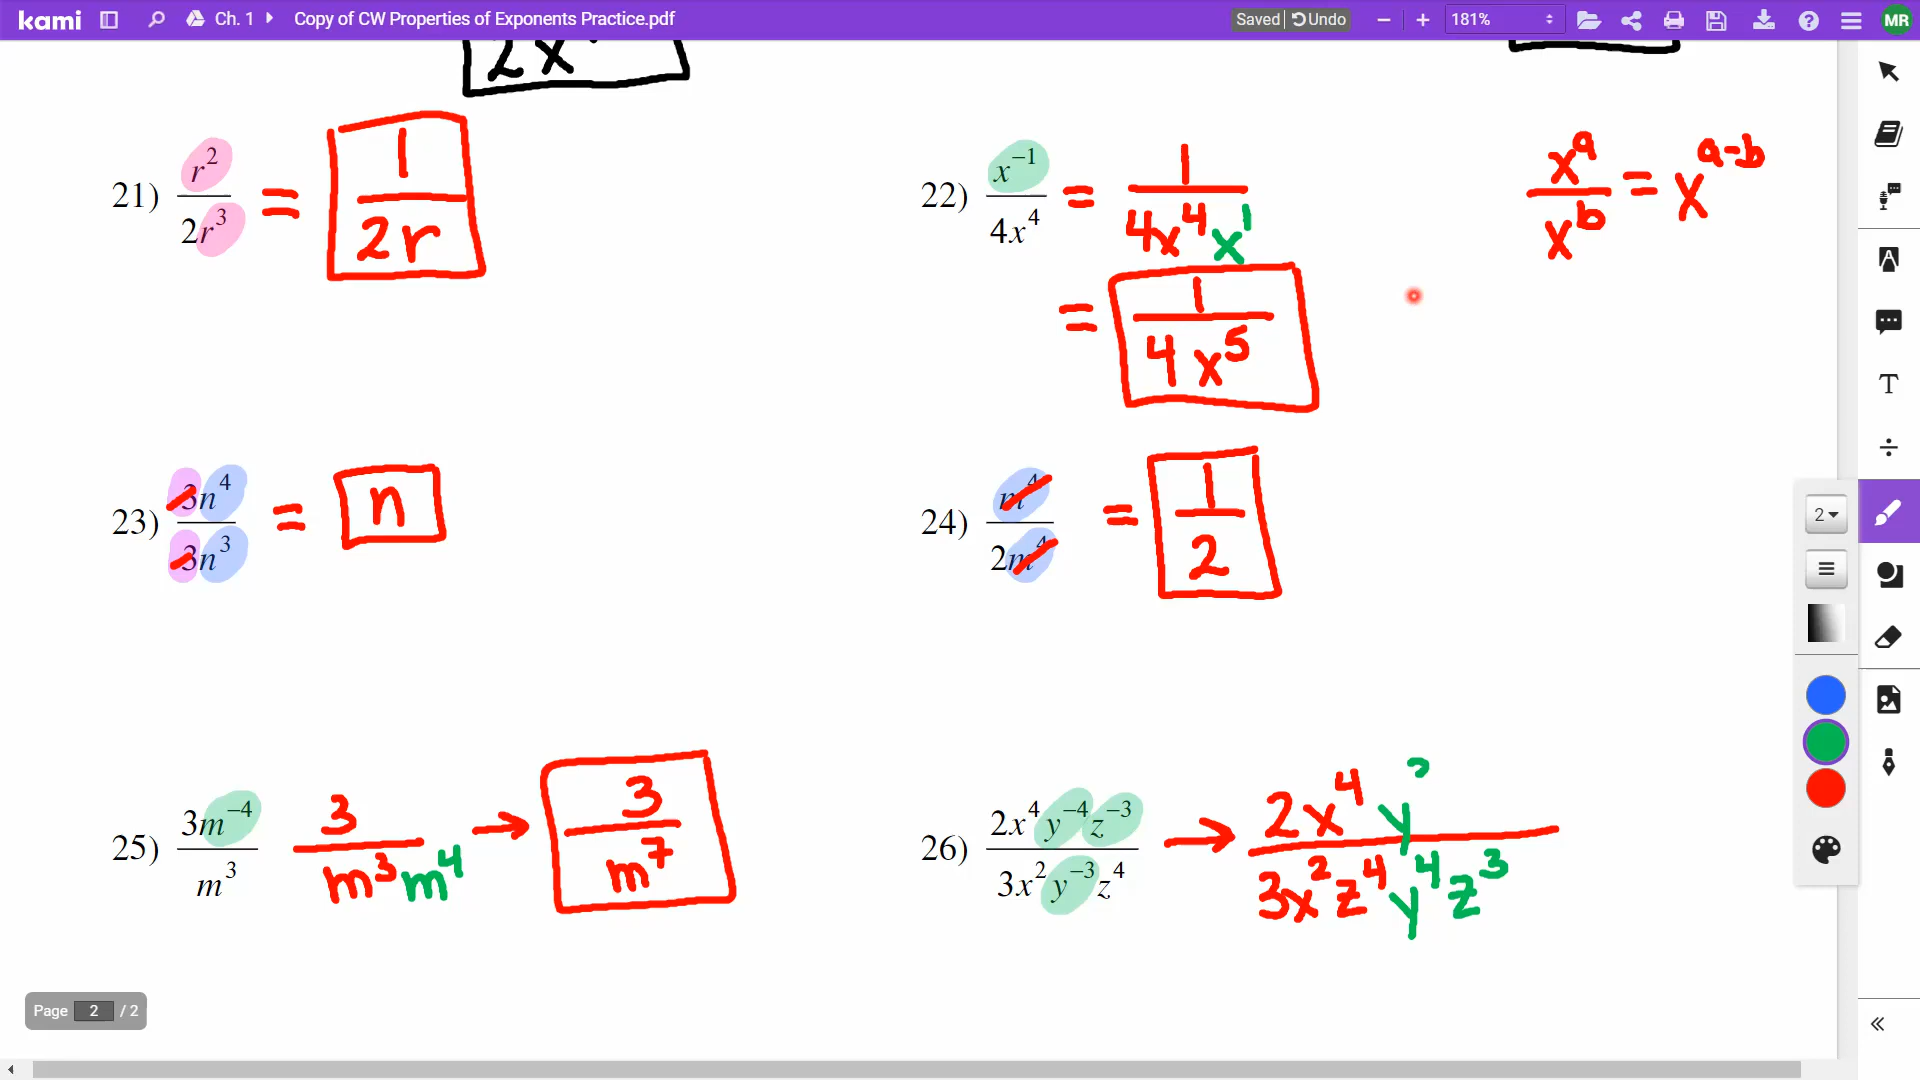 kami Ch. 1 Copy of CW Properties of Exponents Practice.pdf Saved Undo 181% MR
2x
21) r^2 / 2r^3 = 1 / 2r
22) x^-1 / 4x^4 = 1 / 4x^4 x^1
= 1 / 4x^5
x^a / x^b = x^a-b
23) 3n^4 / 3n^3 = n
24) m^4 / 2m^4 = 1 / 2
25) 3m^-4 / m^3 3 / m^3 m^4 → 3 / m^7
26) 2x^4 y^-4 z^-3 / 3x^2 y^-3 z^4 → 2x^4 y / 3x^2 z^4 y^4 z^3
T
2
Page 2 / 2